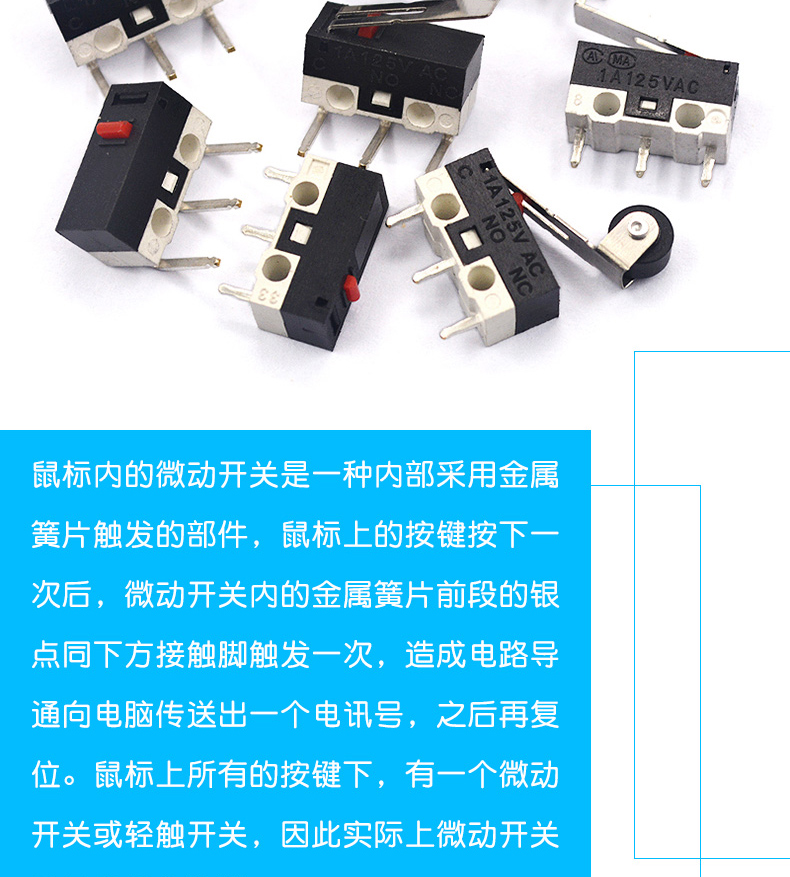 C
1A 125V AC
C NO NC
MA
1A125VAC
8
C 1A125V AC
NO NC
33
鼠标内的微动开关是一种内部采用金属
簧片触发的部件，鼠标上的按键按下一
次后，微动开关内的金属簧片前段的银
点同下方接触脚触发一次，造成电路导
通向电脑传送出一个电讯号，之后再复
位。鼠标上所有的按键下，有一个微动
开关或轻触开关，因此实际上微动开关